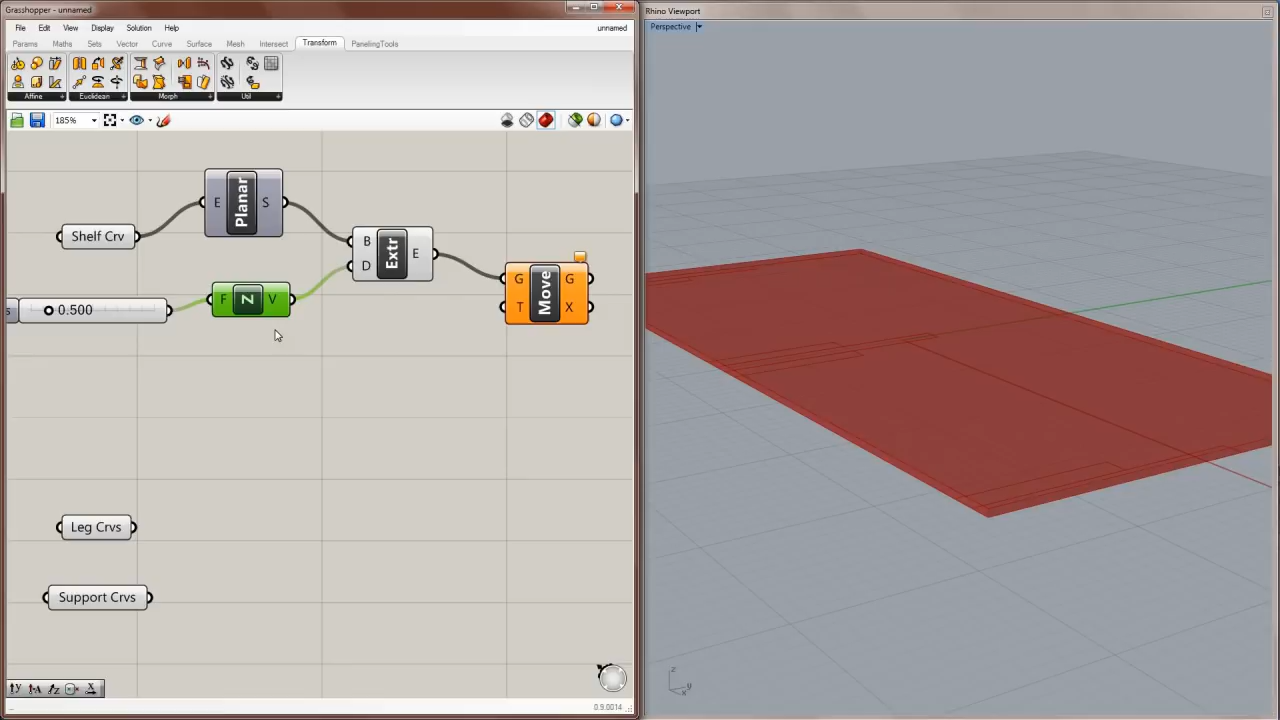 Grasshopper - unnamed
File Edit View Display Solution Help
unnamed
Params Maths Sets Vector Curve Surface Mesh Intersect Transform PanelingTools
Affine Euclidean Morph Util
185%
Shelf Crv
E Planar S
s 0.500
F Z V
B D Extr E
G T Move G X
Leg Crvs
Support Crvs
0.9.0014
Rhino Viewport
Perspective
z
y
x